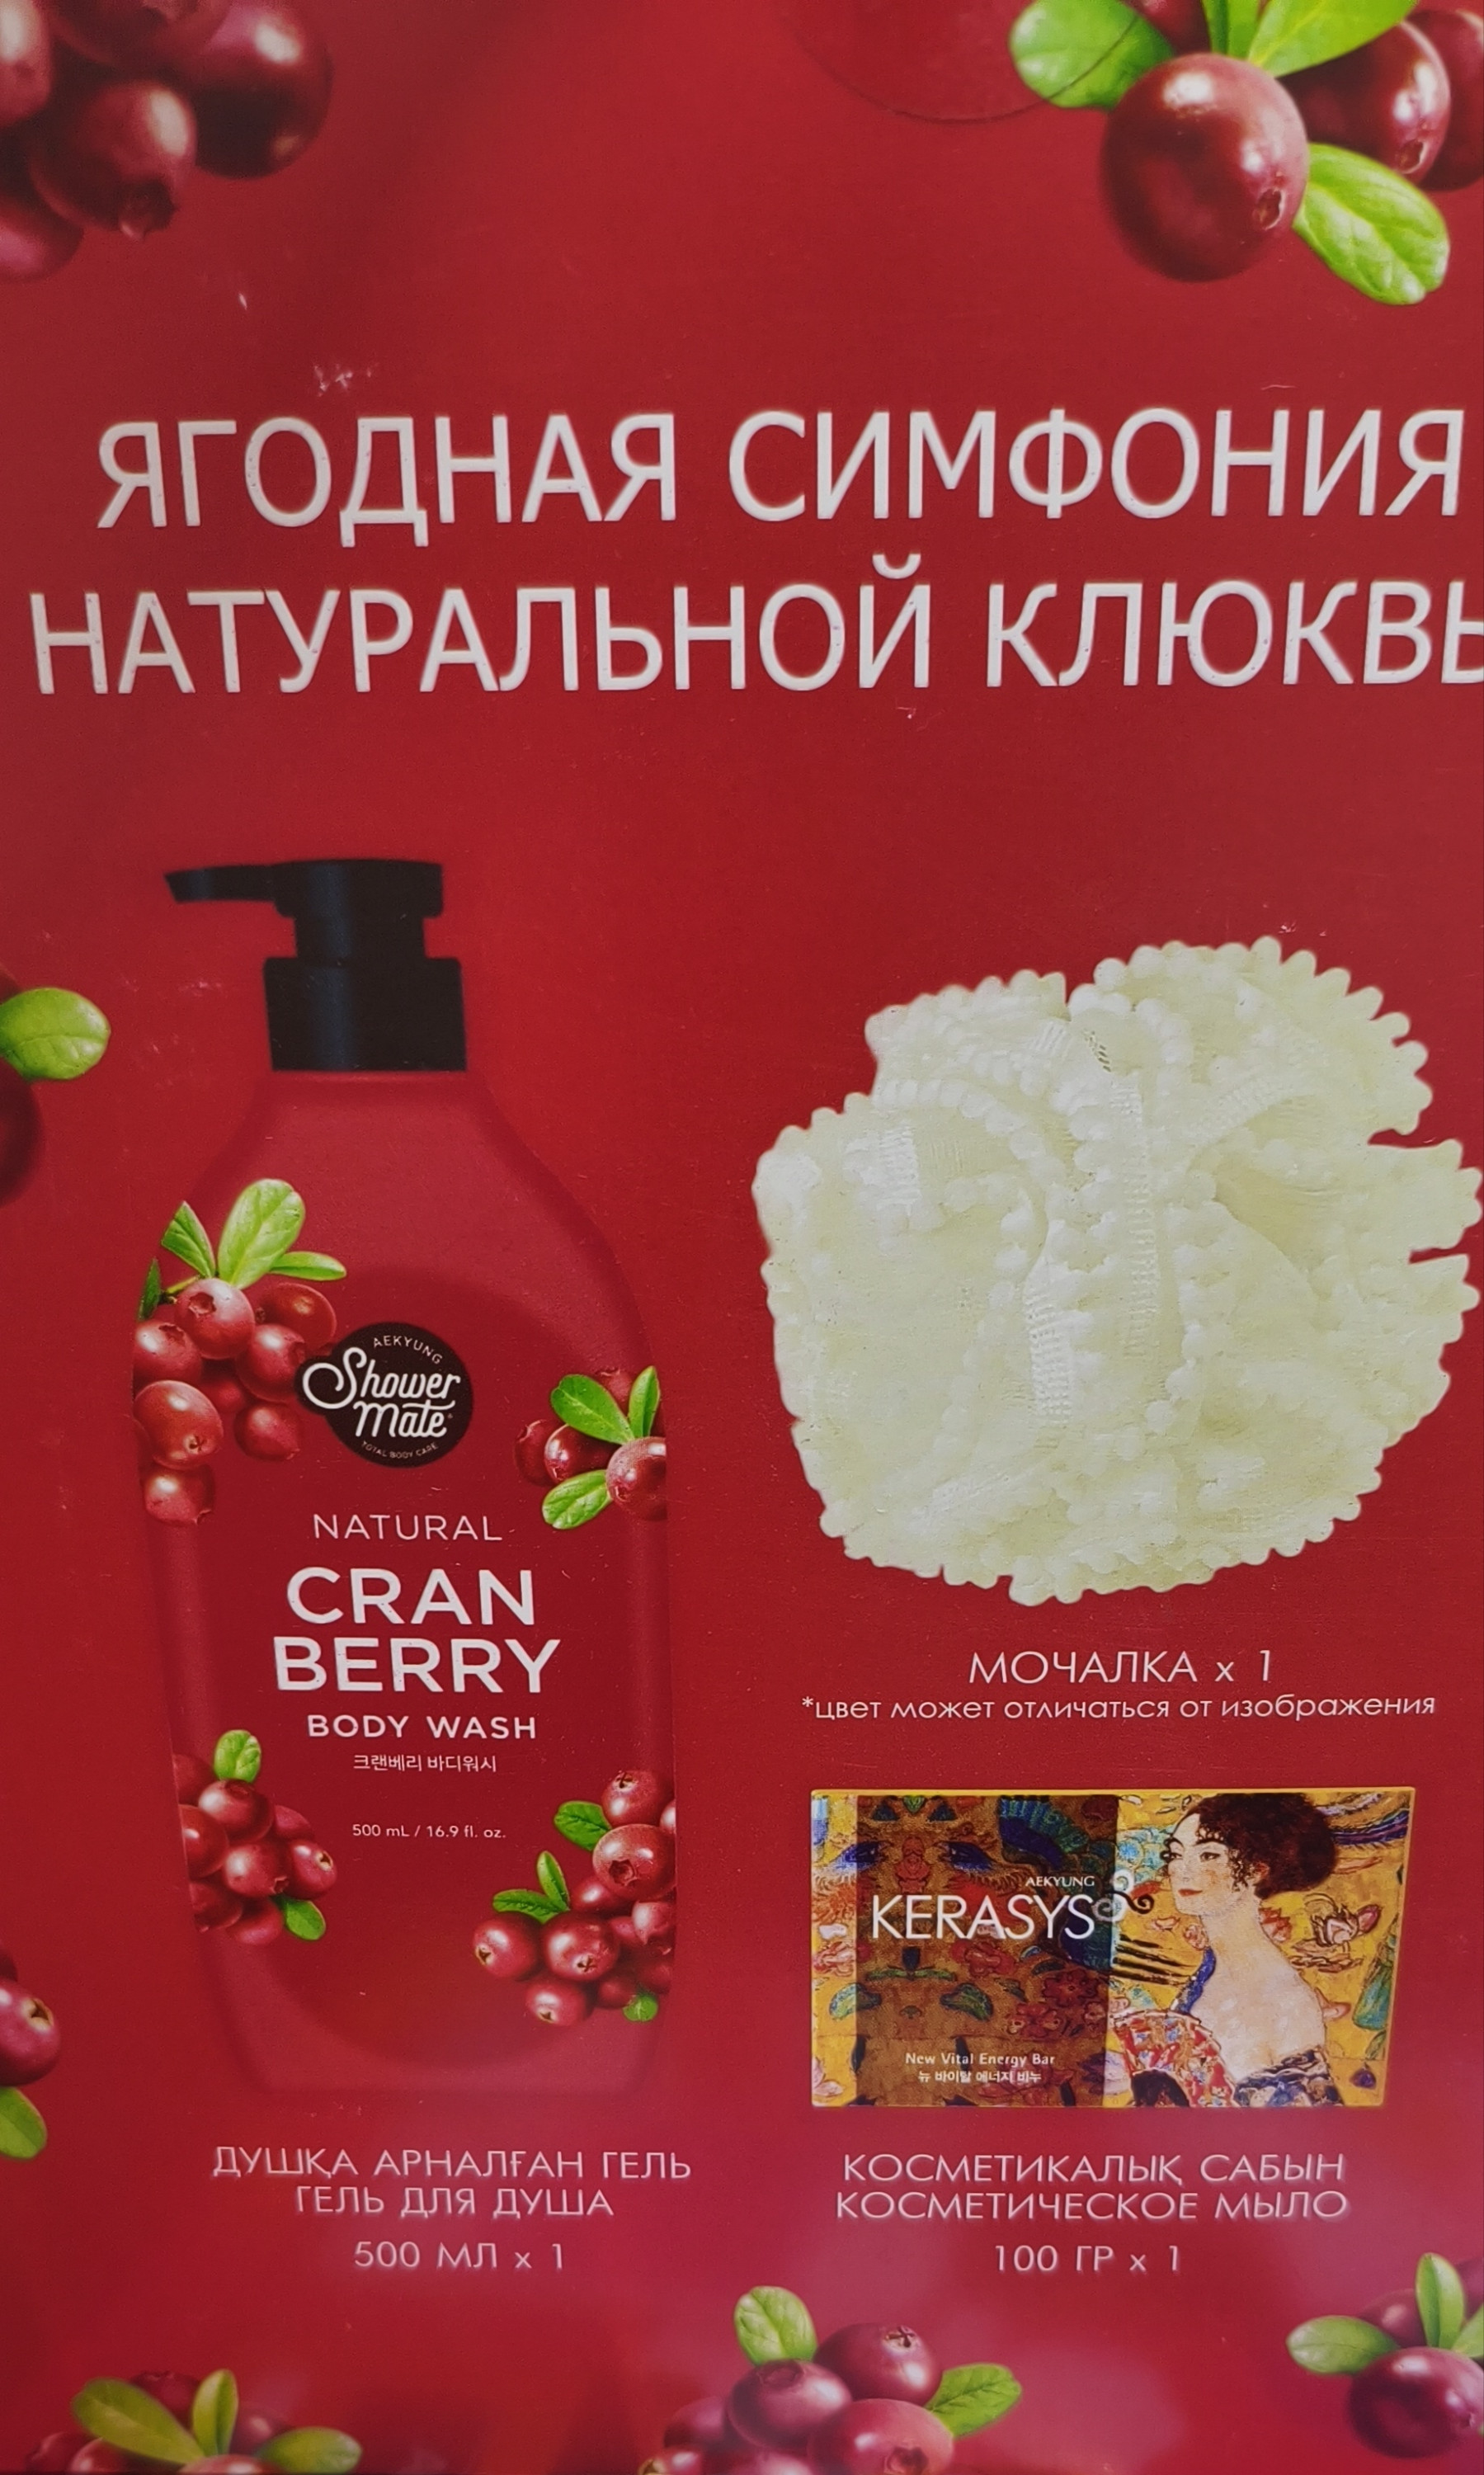 ЯГОДНАЯ СИМФОНИЯ
НАТУРАЛЬНОЙ КЛЮКВЫ
AEKYUNG
Shower
Mate
TOTAL BODY CARE
NATURAL
CRAN
BERRY
BODY WASH
크랜베리 바디워시
500 mL / 16.9 fl. oz.
МОЧАЛКА x 1
*цвет может отличаться от изображения
AEKYUNG
KERASYS
New Vital Energy Bar
뉴 바이탈 에너지 비누
ДУШҚА АРНАЛҒАН ГЕЛЬ
ГЕЛЬ ДЛЯ ДУША
500 МЛ x 1
КОСМЕТИКАЛЫҚ САБЫН
КОСМЕТИЧЕСКОЕ МЫЛО
100 ГР x 1